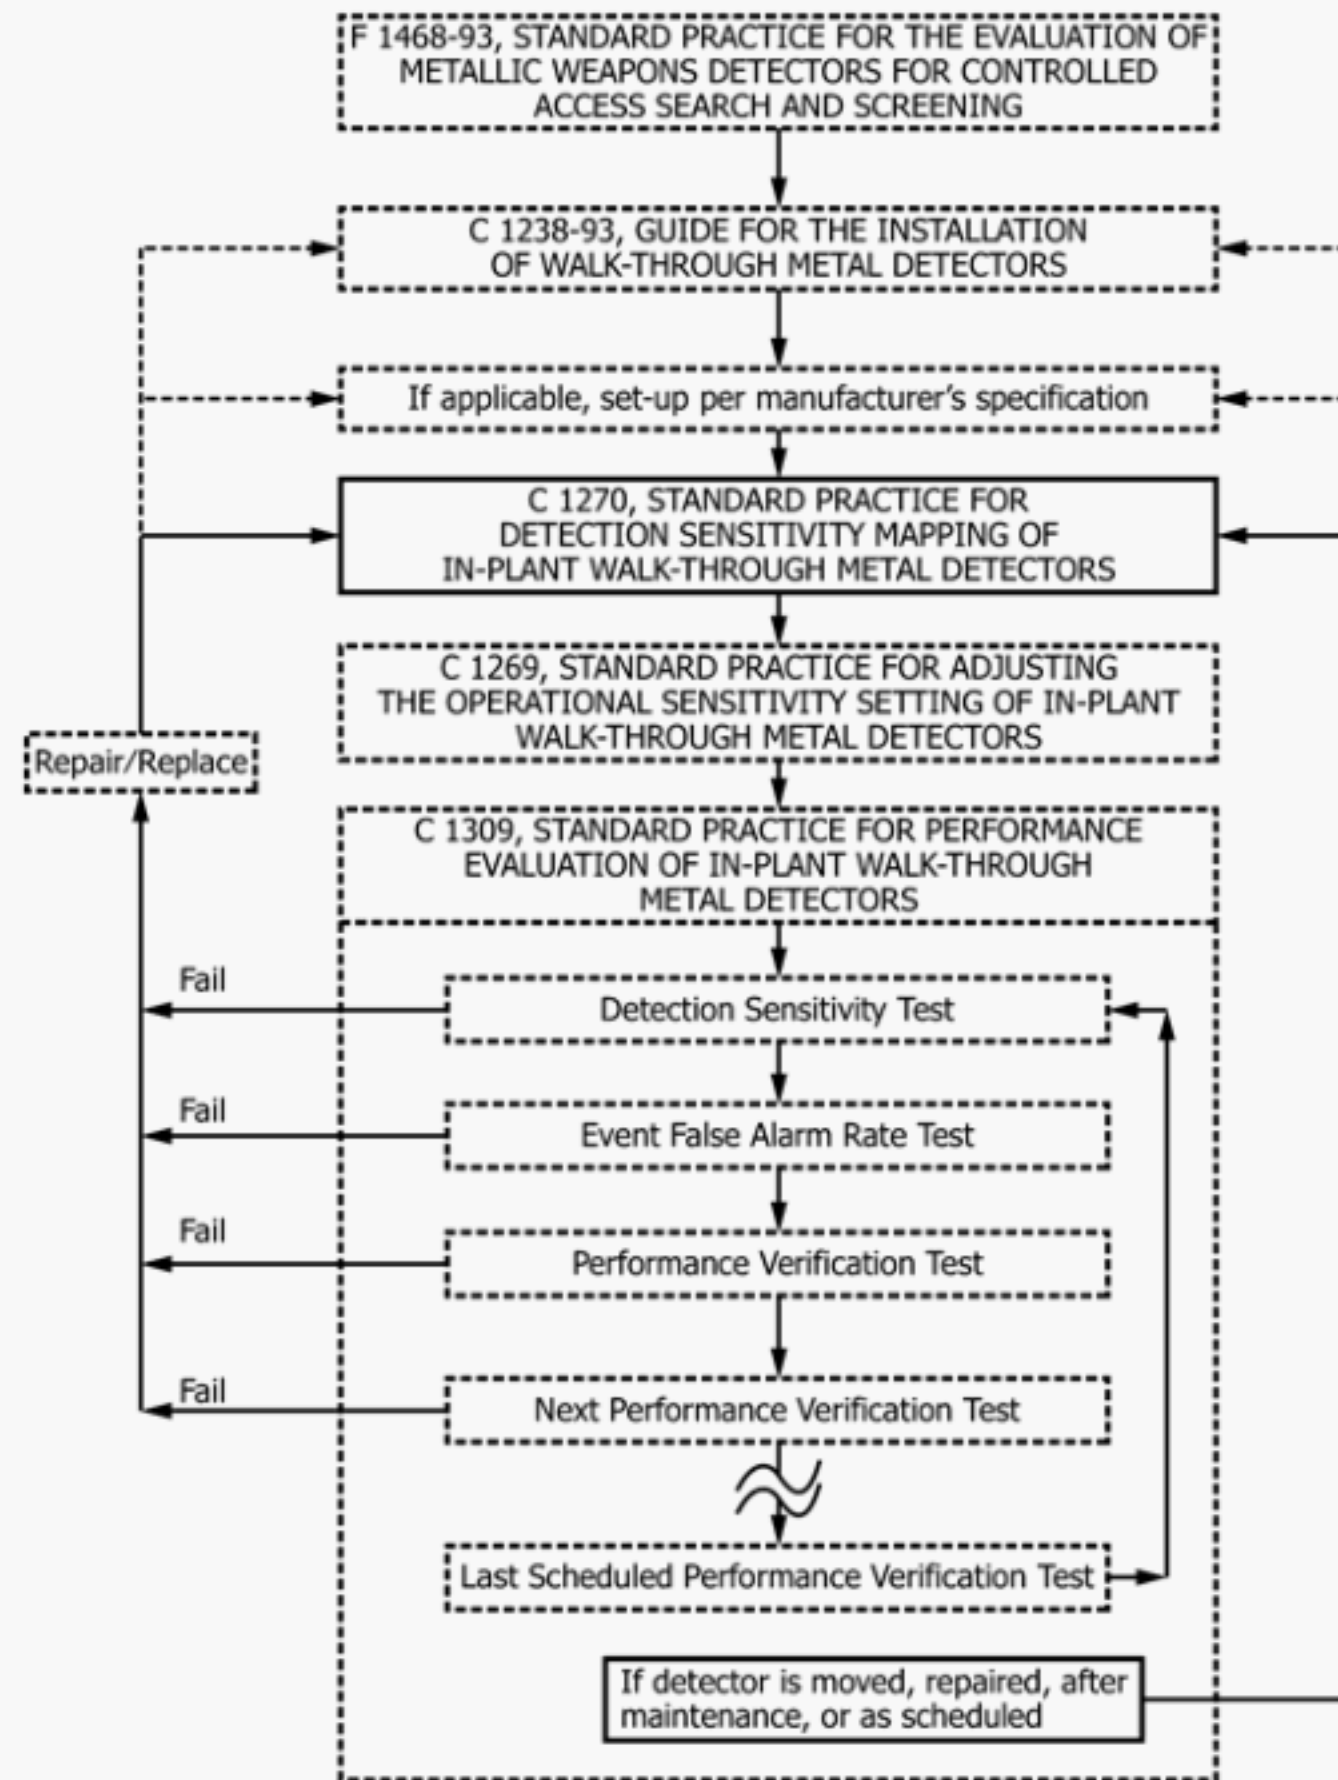 F 1468-93, STANDARD PRACTICE FOR THE EVALUATION OF
METALLIC WEAPONS DETECTORS FOR CONTROLLED
ACCESS SEARCH AND SCREENING
C 1238-93, GUIDE FOR THE INSTALLATION
OF WALK-THROUGH METAL DETECTORS
If applicable, set-up per manufacturer’s specification
C 1270, STANDARD PRACTICE FOR
DETECTION SENSITIVITY MAPPING OF
IN-PLANT WALK-THROUGH METAL DETECTORS
C 1269, STANDARD PRACTICE FOR ADJUSTING
THE OPERATIONAL SENSITIVITY SETTING OF IN-PLANT
WALK-THROUGH METAL DETECTORS
Repair/Replace
C 1309, STANDARD PRACTICE FOR PERFORMANCE
EVALUATION OF IN-PLANT WALK-THROUGH
METAL DETECTORS
Fail
Detection Sensitivity Test
Fail
Event False Alarm Rate Test
Fail
Performance Verification Test
Fail
Next Performance Verification Test
Last Scheduled Performance Verification Test
If detector is moved, repaired, after
maintenance, or as scheduled